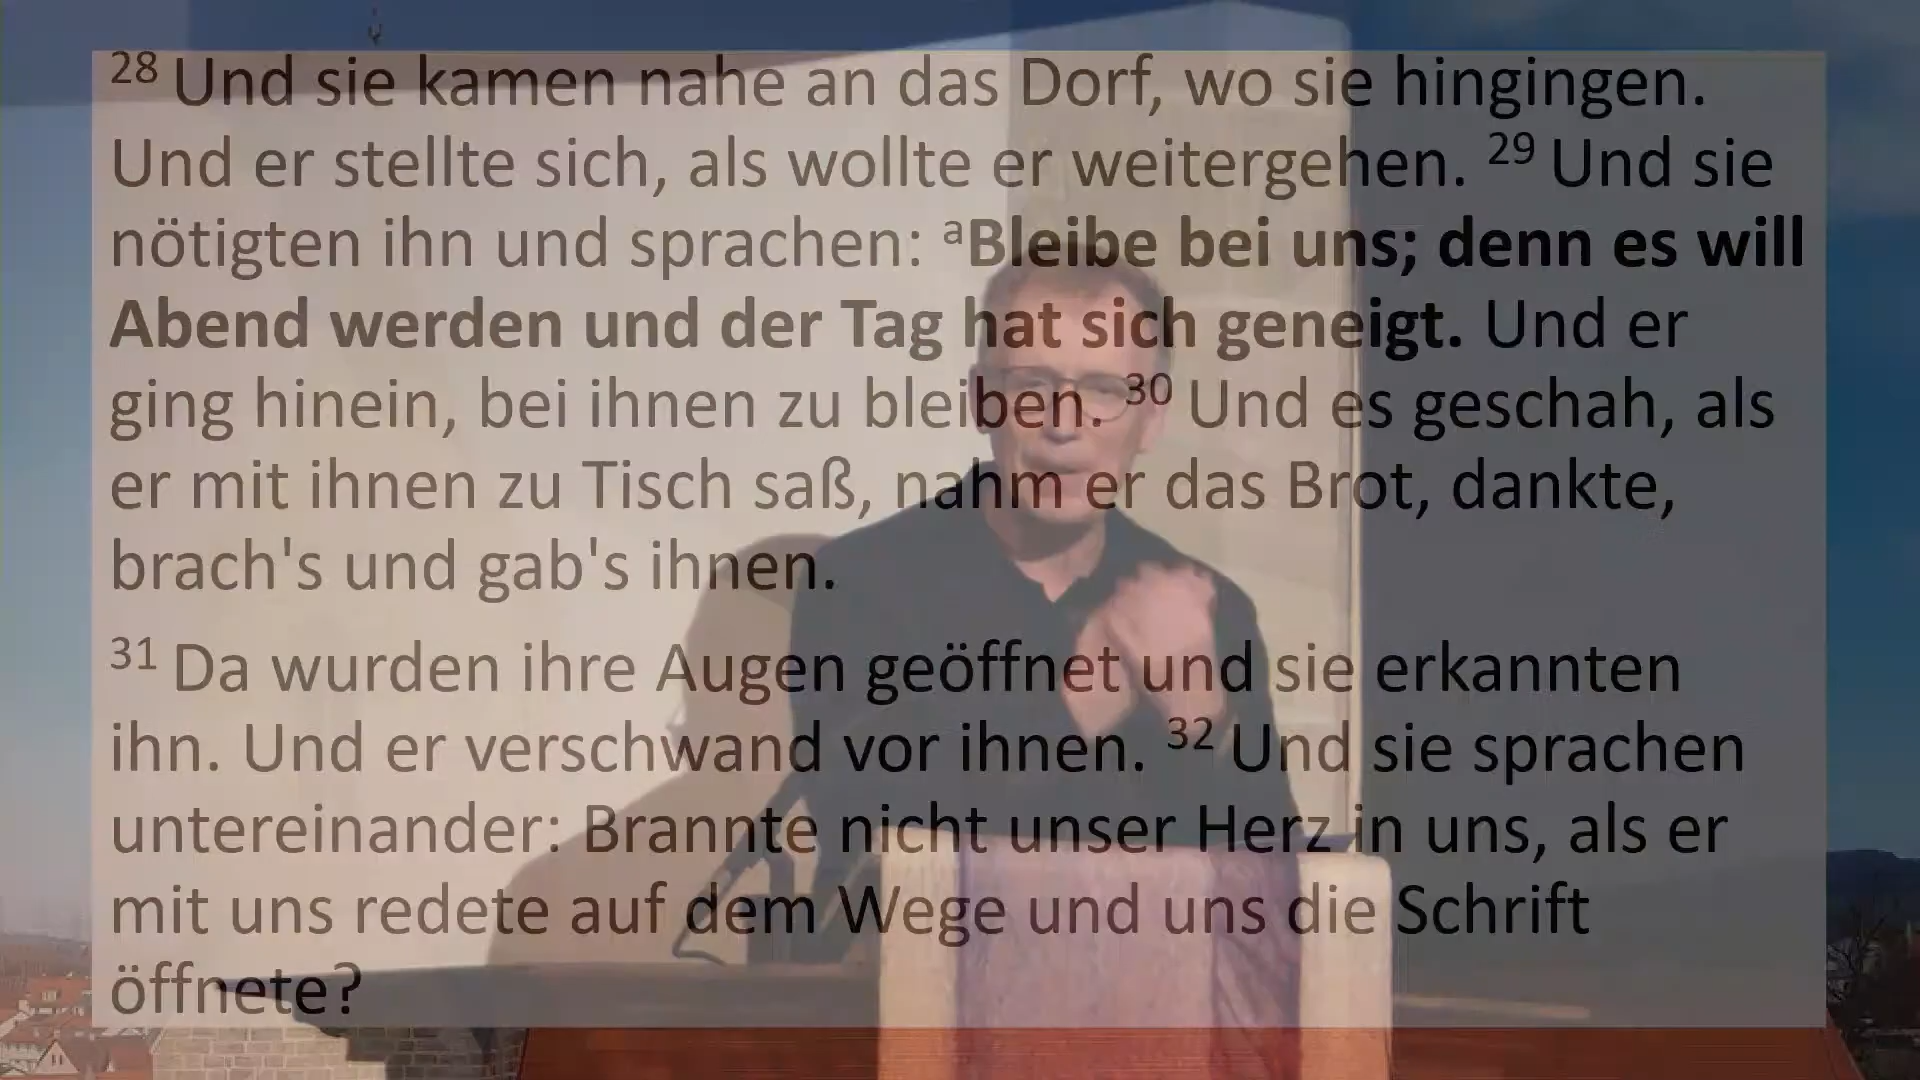 28 Und sie kamen nahe an das Dorf, wo sie hingingen.
Und er stellte sich, als wollte er weitergehen. 29 Und sie
nötigten ihn und sprachen: aBleibe bei uns; denn es will
Abend werden und der Tag hat sich geneigt. Und er
ging hinein, bei ihnen zu bleiben. 30 Und es geschah, als
er mit ihnen zu Tisch saß, nahm er das Brot, dankte,
brach's und gab's ihnen.
31 Da wurden ihre Augen geöffnet und sie erkannten
ihn. Und er verschwand vor ihnen. 32 Und sie sprachen
untereinander: Brannte nicht unser Herz in uns, als er
mit uns redete auf dem Wege und uns die Schrift
öffnete?